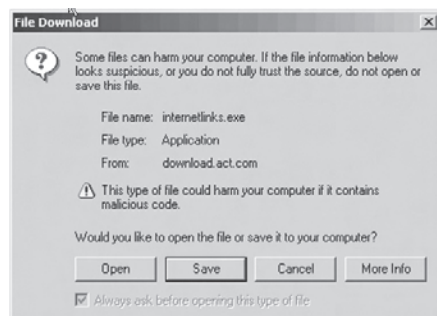 File Download
Some files can harm your computer. If the file information below
looks suspicious, or you do not fully trust the source, do not open or
save this file.
File name: internetlinks.exe
File type: Application
From: download.act.com
This type of file could harm your computer if it contains
malicious code.
Would you like to open the file or save it to your computer?
Open Save Cancel More Info
Always ask before opening this type of file